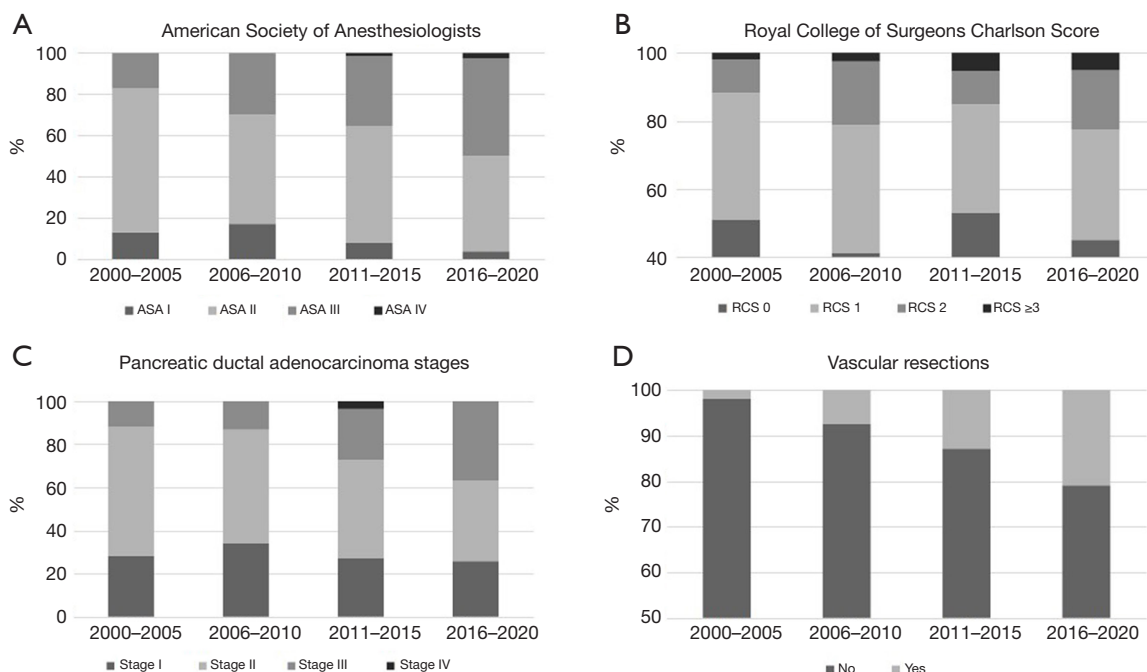 A
American Society of Anesthesiologists
100
80
60
40
20
0
%
2000–2005 2006–2010 2011–2015 2016–2020
ASA I ASA II ASA III ASA IV
B
Royal College of Surgeons Charlson Score
100
80
60
40
%
2000–2005 2006–2010 2011–2015 2016–2020
RCS 0 RCS 1 RCS 2 RCS ≥3
C
Pancreatic ductal adenocarcinoma stages
100
80
60
40
20
0
%
2000–2005 2006–2010 2011–2015 2016–2020
Stage I Stage II Stage III Stage IV
D
Vascular resections
100
90
80
70
60
50
%
2000–2005 2006–2010 2011–2015 2016–2020
No Yes